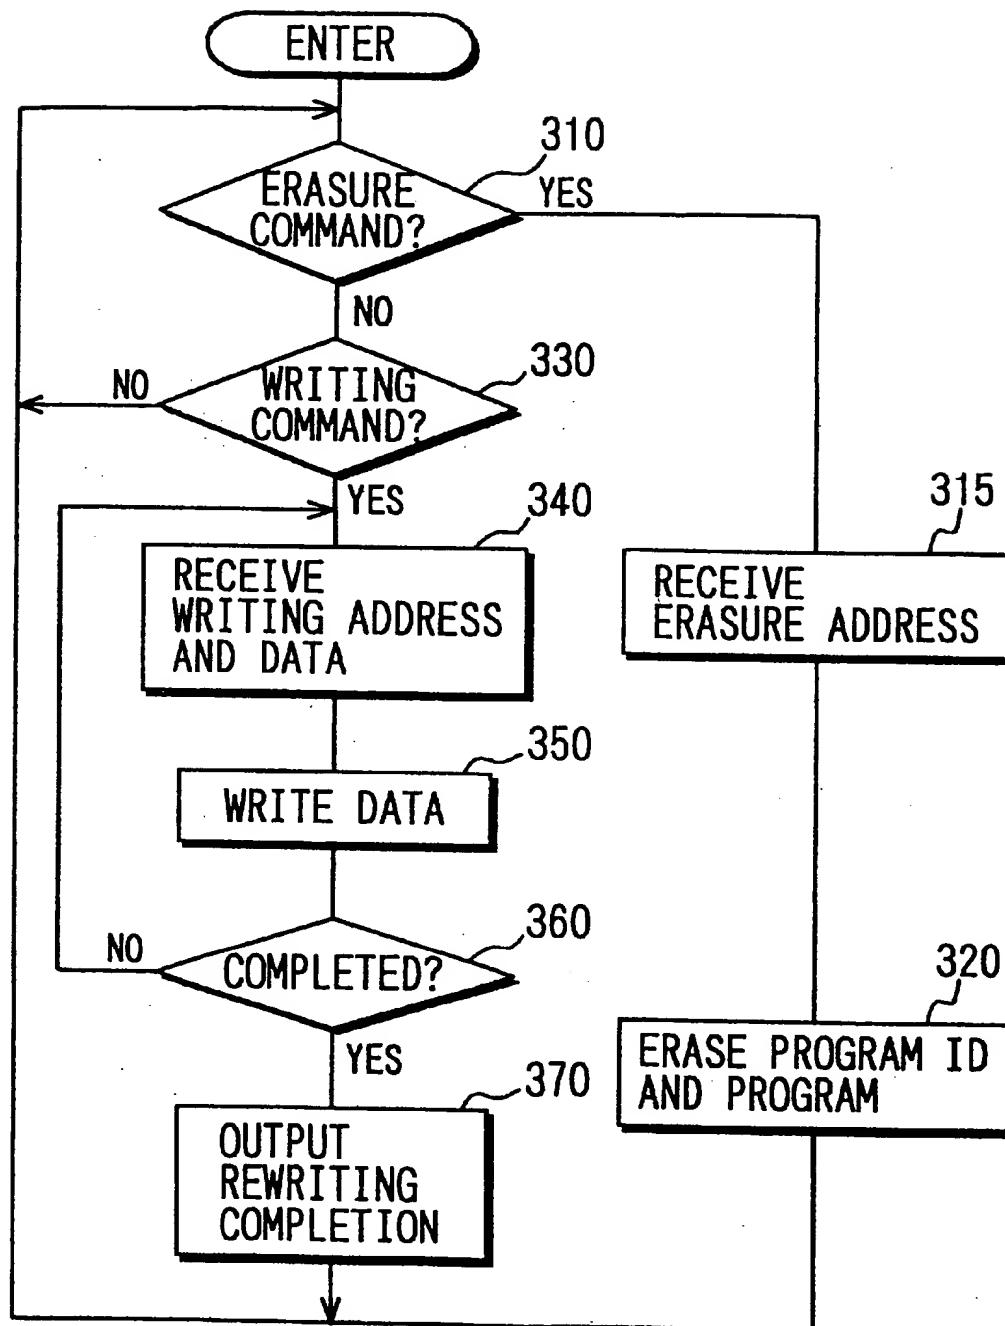 ENTER
310
ERASURE
COMMAND?
YES
NO
330
WRITING
COMMAND?
NO
YES
340
RECEIVE
WRITING ADDRESS
AND DATA
315
RECEIVE
ERASURE ADDRESS
350
WRITE DATA
360
COMPLETED?
NO
YES
320
ERASE PROGRAM ID
AND PROGRAM
370
OUTPUT
REWRITING
COMPLETION